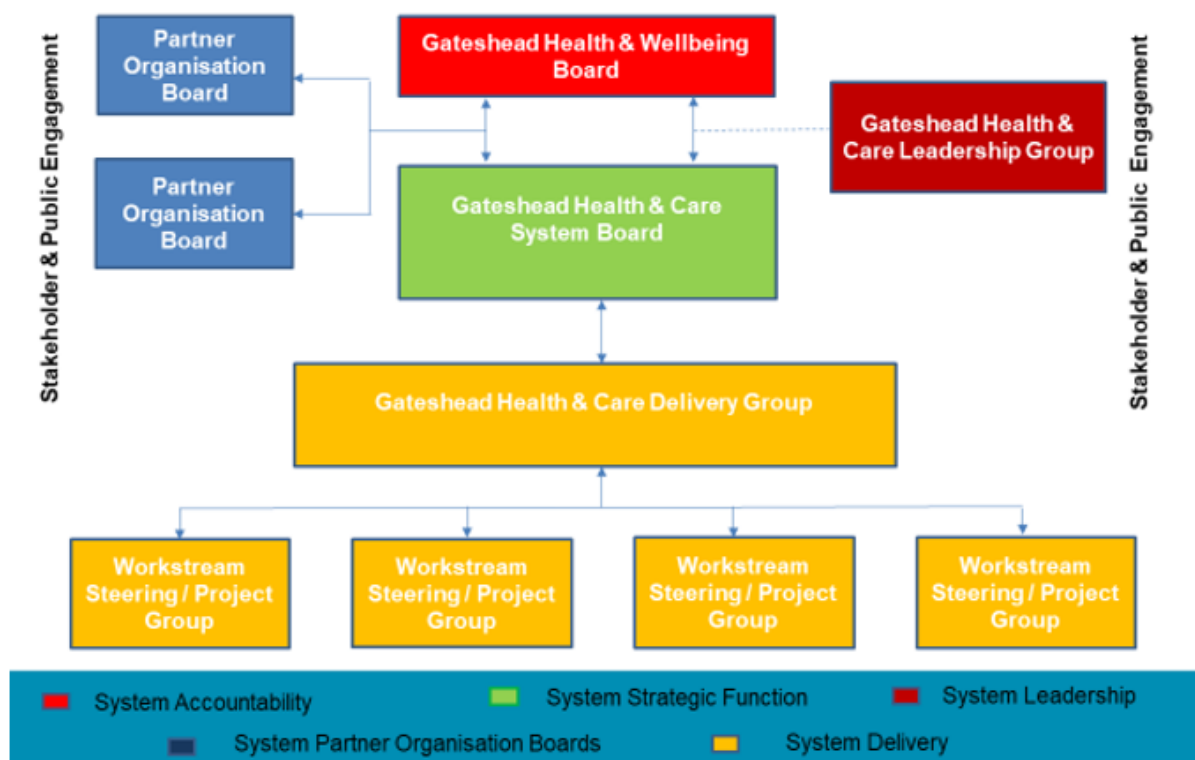 Stakeholder & Public Engagement
Partner
Organisation
Board
Gateshead Health & Wellbeing
Board
Gateshead Health &
Care Leadership Group
Stakeholder & Public Engagement
Partner
Organisation
Board
Gateshead Health & Care
System Board
Gateshead Health & Care Delivery Group
Workstream
Steering / Project
Group
Workstream
Steering / Project
Group
Workstream
Steering / Project
Group
Workstream
Steering / Project
Group
System Accountability
System Strategic Function
System Leadership
System Partner Organisation Boards
System Delivery